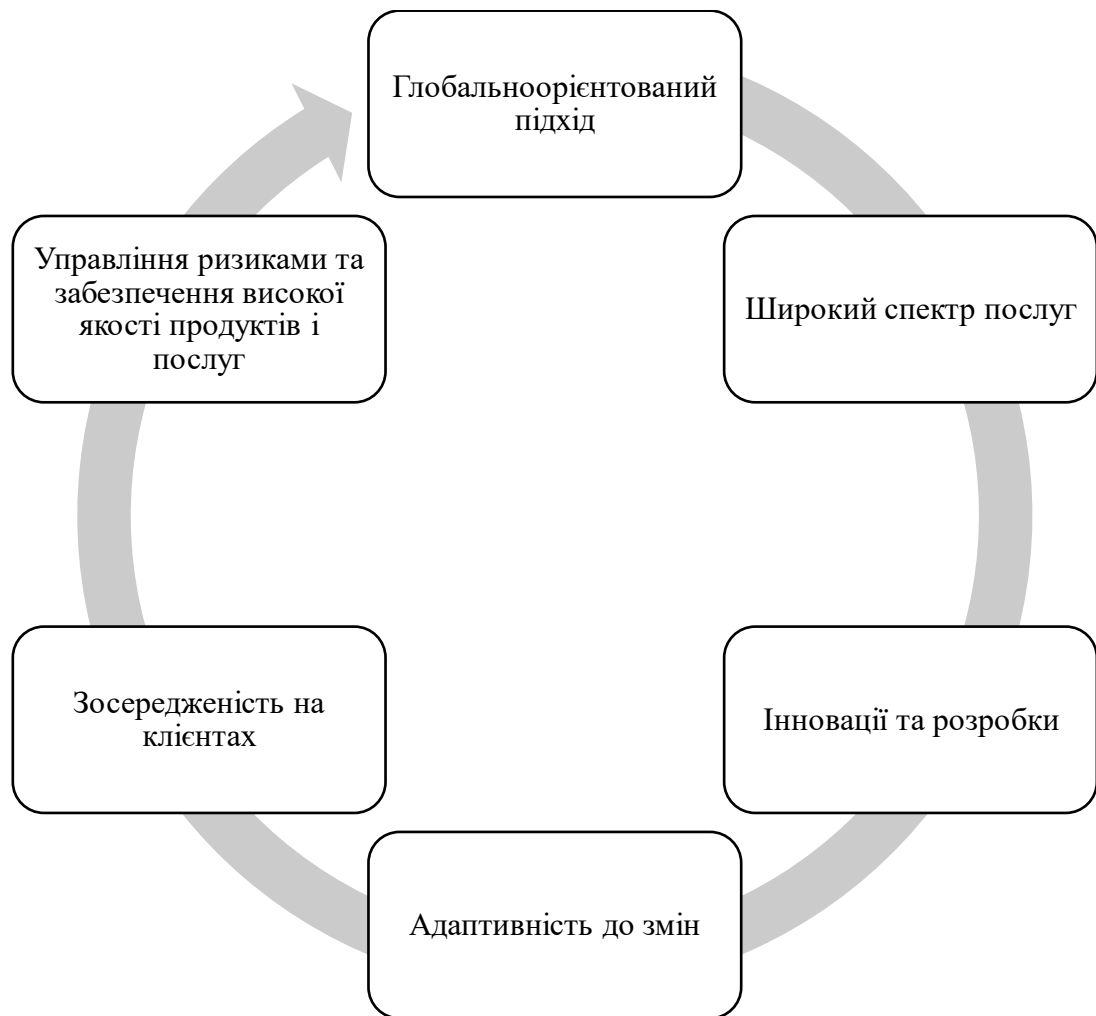 Глобальноорієнтований
підхід
Широкий спектр послуг
Інновації та розробки
Адаптивність до змін
Зосередженість на
клієнтах
Управління ризиками та
забезпечення високої
якості продуктів і
послуг